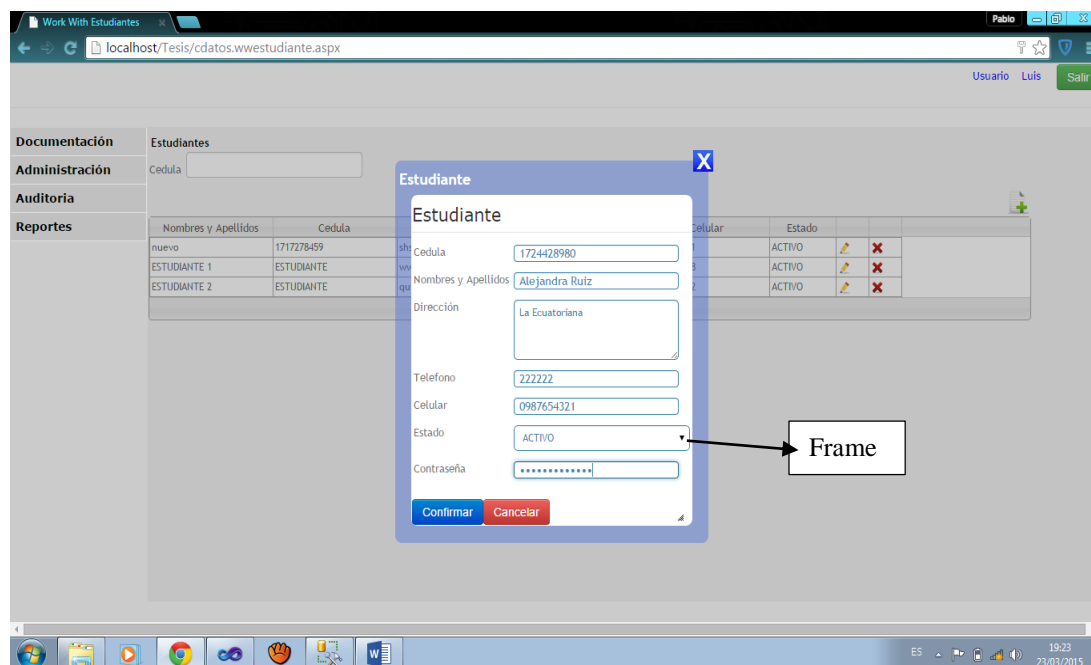 Work With Estudiantes
Pablo
localhost/Tesis/cdatos.wwestudiante.aspx
Usuario Luis Salir
Documentación
Administración
Auditoria
Reportes
Estudiantes
Cedula
Nombres y Apellidos Cedula Celular Estado
nuevo 1717278459 ACTIVO
ESTUDIANTE 1 ESTUDIANTE ACTIVO
ESTUDIANTE 2 ESTUDIANTE ACTIVO
X
Estudiante
Estudiante
Cedula 1724428980
Nombres y Apellidos Alejandra Ruiz
Dirección La Ecuatoriana
Telefono 222222
Celular 0987654321
Estado ACTIVO
Contraseña •••••••••••••
Confirmar Cancelar
Frame
ES 19:23
23/03/2015